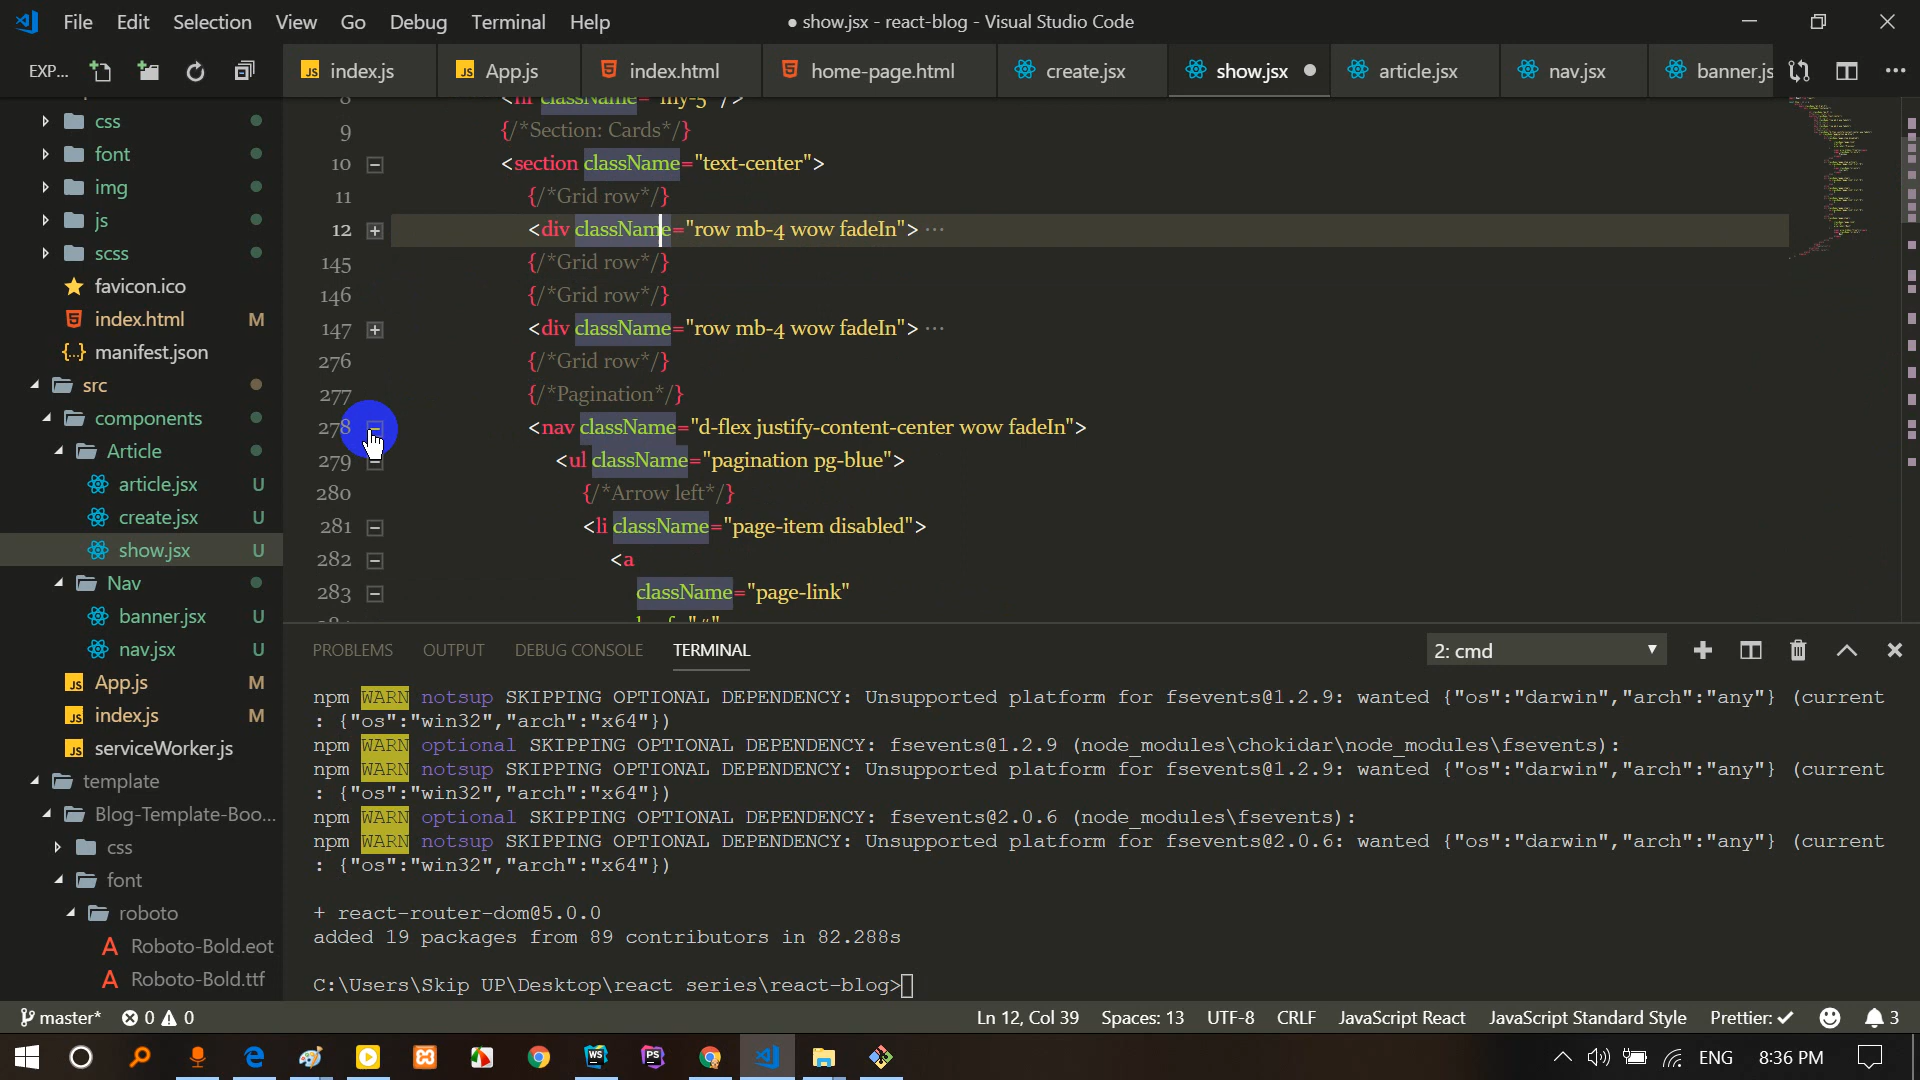 File Edit Selection View Go Debug Terminal Help
● show.jsx - react-blog - Visual Studio Code
EXP...
JS index.js
JS App.js
index.html
home-page.html
create.jsx
show.jsx
article.jsx
nav.jsx
banner.js
css
font
img
js
scss
favicon.ico
index.html M
{..} manifest.json
src
components
Article
article.jsx U
create.jsx U
show.jsx U
Nav
banner.jsx U
nav.jsx U
JS App.js M
JS index.js M
JS serviceWorker.js
template
Blog-Template-Boo...
css
font
roboto
A Roboto-Bold.eot
A Roboto-Bold.ttf
8 <hr className="my-5" />
9 {/*Section: Cards*/}
10 <section className="text-center">
11 {/*Grid row*/}
12 <div className="row mb-4 wow fadeIn"> ...
145 {/*Grid row*/}
146 {/*Grid row*/}
147 <div className="row mb-4 wow fadeIn"> ...
276 {/*Grid row*/}
277 {/*Pagination*/}
278 <nav className="d-flex justify-content-center wow fadeIn">
279 <ul className="pagination pg-blue">
280 {/*Arrow left*/}
281 <li className="page-item disabled">
282 <a
283 className="page-link"
PROBLEMS OUTPUT DEBUG CONSOLE TERMINAL
2: cmd
npm WARN notsup SKIPPING OPTIONAL DEPENDENCY: Unsupported platform for fsevents@1.2.9: wanted {"os":"darwin","arch":"any"} (current
: {"os":"win32","arch":"x64"})
npm WARN optional SKIPPING OPTIONAL DEPENDENCY: fsevents@1.2.9 (node_modules\chokidar\node_modules\fsevents):
npm WARN notsup SKIPPING OPTIONAL DEPENDENCY: Unsupported platform for fsevents@1.2.9: wanted {"os":"darwin","arch":"any"} (current
: {"os":"win32","arch":"x64"})
npm WARN optional SKIPPING OPTIONAL DEPENDENCY: fsevents@2.0.6 (node_modules\fsevents):
npm WARN notsup SKIPPING OPTIONAL DEPENDENCY: Unsupported platform for fsevents@2.0.6: wanted {"os":"darwin","arch":"any"} (current
: {"os":"win32","arch":"x64"})
+ react-router-dom@5.0.0
added 19 packages from 89 contributors in 82.288s
C:\Users\Skip UP\Desktop\react series\react-blog>
master* 0 0
Ln 12, Col 39 Spaces: 13 UTF-8 CRLF JavaScript React JavaScript Standard Style Prettier: ✓ 3
WS
PS
ENG 8:36 PM